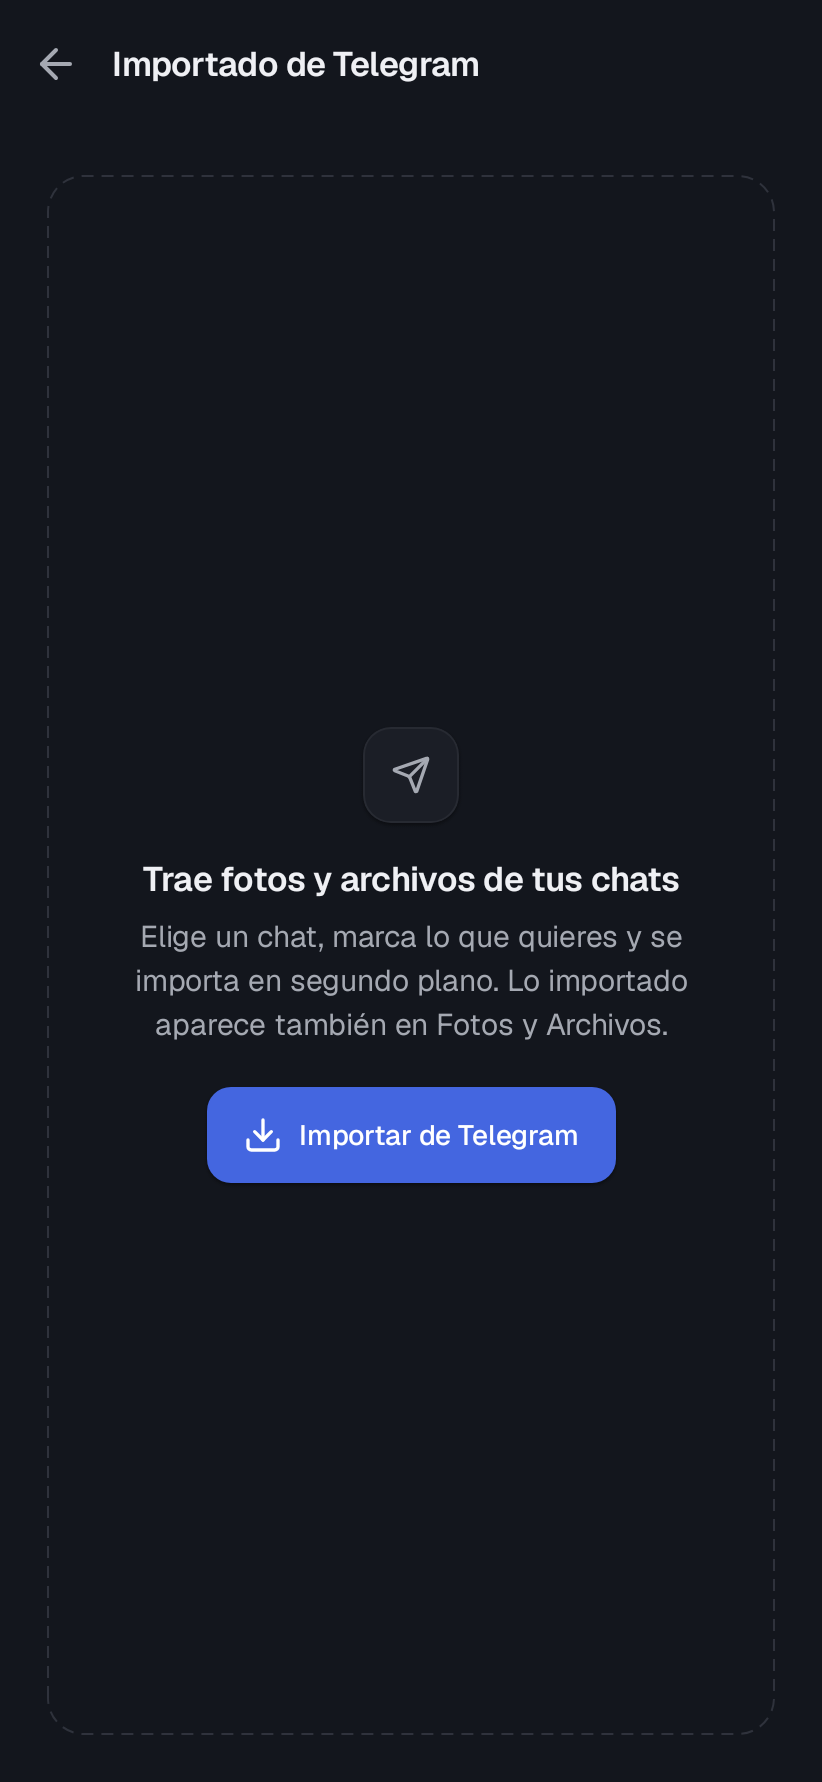 Importado de Telegram
Trae fotos y archivos de tus chats
Elige un chat, marca lo que quieres y se
importa en segundo plano. Lo importado
aparece también en Fotos y Archivos.
Importar de Telegram